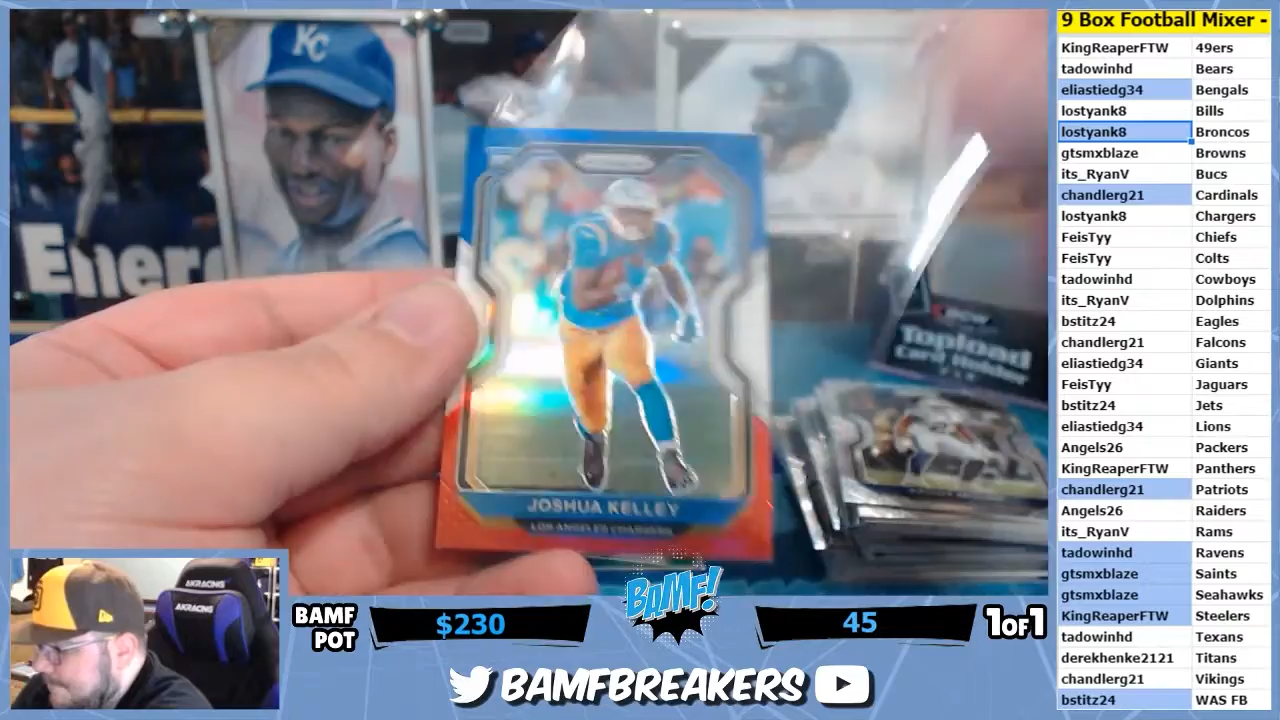 KC
Ener
Topload
Card Holder
JOSHUA KELLEY
LOS ANGELES CHARGERS
AKRACING
AKRACING
BAMF
POT
$230
BAMF!
45
1OF1
BAMFBREAKERS
9 Box Football Mixer -
KingReaperFTW 49ers
tadowinhd Bears
eliastiedg34 Bengals
lostyank8 Bills
lostyank8 Broncos
gtsmxblaze Browns
its_RyanV Bucs
chandlerg21 Cardinals
lostyank8 Chargers
FeisTyy Chiefs
FeisTyy Colts
tadowinhd Cowboys
its_RyanV Dolphins
bstitz24 Eagles
chandlerg21 Falcons
eliastiedg34 Giants
FeisTyy Jaguars
bstitz24 Jets
eliastiedg34 Lions
Angels26 Packers
KingReaperFTW Panthers
chandlerg21 Patriots
Angels26 Raiders
its_RyanV Rams
tadowinhd Ravens
gtsmxblaze Saints
gtsmxblaze Seahawks
KingReaperFTW Steelers
tadowinhd Texans
derekhenke2121 Titans
chandlerg21 Vikings
bstitz24 WAS FB